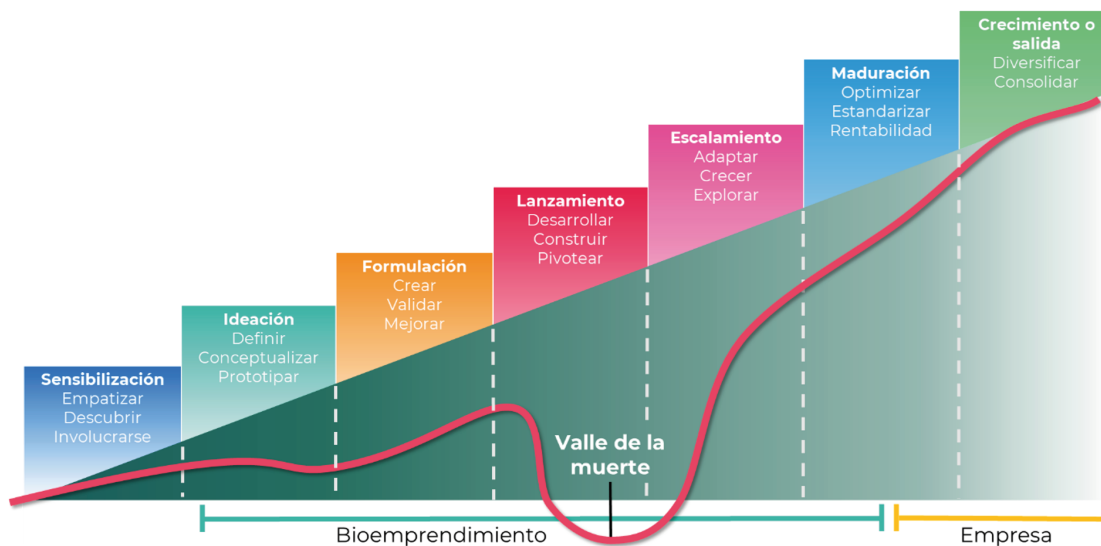 Sensibilización
Empatizar
Descubrir
Involucrarse
Ideación
Definir
Conceptualizar
Prototipar
Formulación
Crear
Validar
Mejorar
Lanzamiento
Desarrollar
Construir
Pivotear
Escalamiento
Adaptar
Crecer
Explorar
Maduración
Optimizar
Estandarizar
Rentabilidad
Crecimiento o
salida
Diversificar
Consolidar
Valle de la
muerte
Bioemprendimiento
Empresa